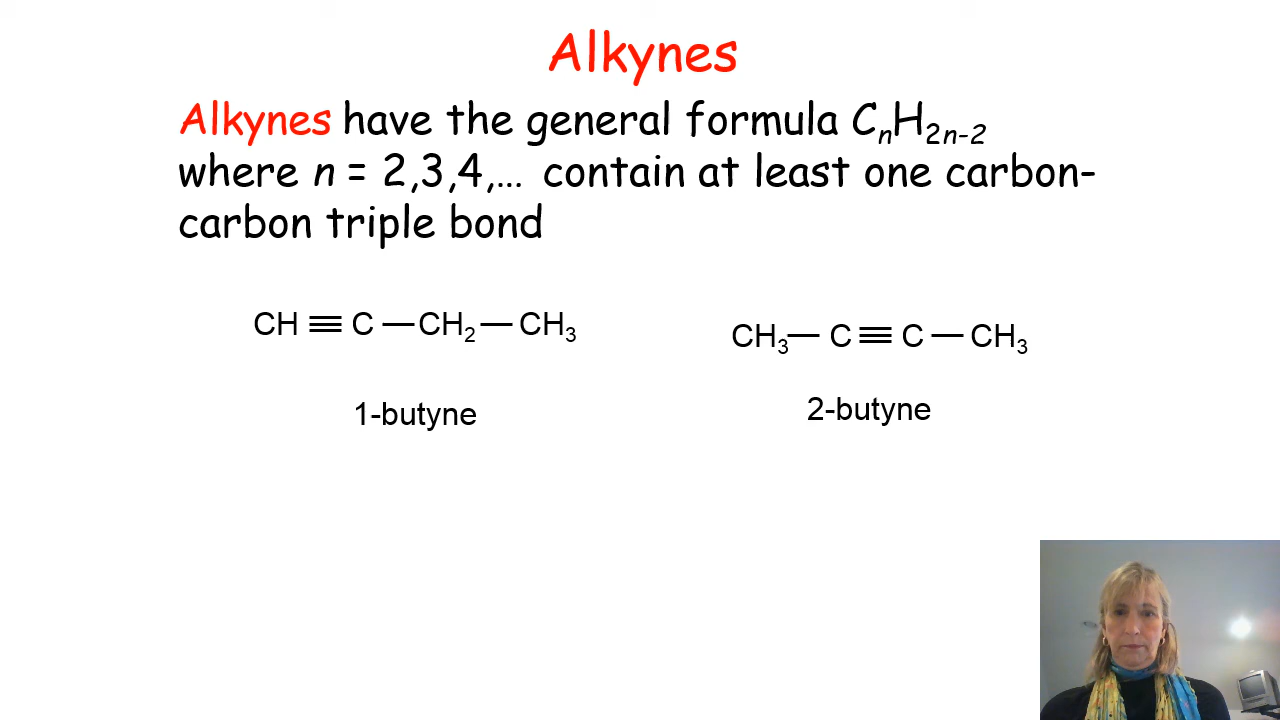 Alkynes
Alkynes have the general formula CₙH₂ₙ₋₂
where n = 2,3,4,… contain at least one carbon-
carbon triple bond
CH ≡ C — CH₂ — CH₃
CH₃ — C ≡ C — CH₃
1-butyne
2-butyne